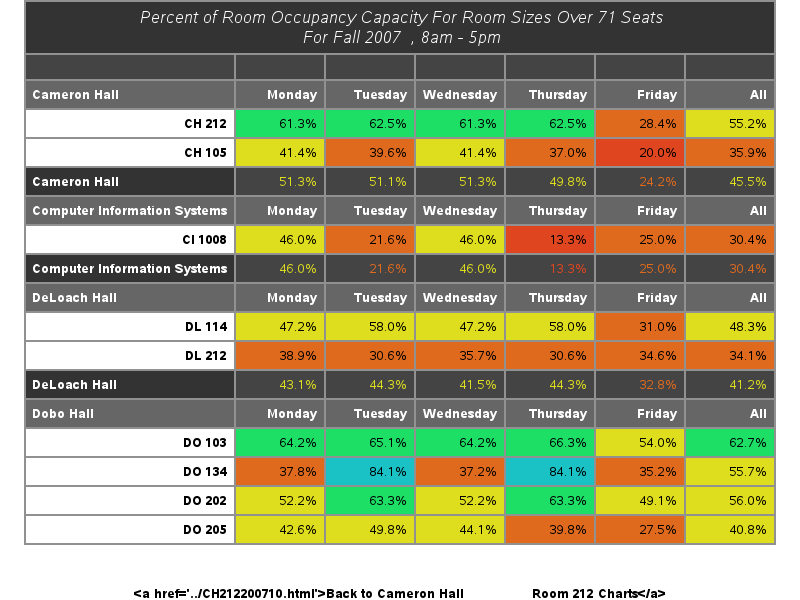 Percent of Room Occupancy Capacity For Room Sizes Over 71 Seats
For Fall 2007 , 8am - 5pm
Cameron Hall Monday Tuesday Wednesday Thursday Friday All
CH 212 61.3% 62.5% 61.3% 62.5% 28.4% 55.2%
CH 105 41.4% 39.6% 41.4% 37.0% 20.0% 35.9%
Cameron Hall 51.3% 51.1% 51.3% 49.8% 24.2% 45.5%
Computer Information Systems Monday Tuesday Wednesday Thursday Friday All
CI 1008 46.0% 21.6% 46.0% 13.3% 25.0% 30.4%
Computer Information Systems 46.0% 21.6% 46.0% 13.3% 25.0% 30.4%
DeLoach Hall Monday Tuesday Wednesday Thursday Friday All
DL 114 47.2% 58.0% 47.2% 58.0% 31.0% 48.3%
DL 212 38.9% 30.6% 35.7% 30.6% 34.6% 34.1%
DeLoach Hall 43.1% 44.3% 41.5% 44.3% 32.8% 41.2%
Dobo Hall Monday Tuesday Wednesday Thursday Friday All
DO 103 64.2% 65.1% 64.2% 66.3% 54.0% 62.7%
DO 134 37.8% 84.1% 37.2% 84.1% 35.2% 55.7%
DO 202 52.2% 63.3% 52.2% 63.3% 49.1% 56.0%
DO 205 42.6% 49.8% 44.1% 39.8% 27.5% 40.8%
<a href='../CH212200710.html'>Back to Cameron Hall Room 212 Charts</a>